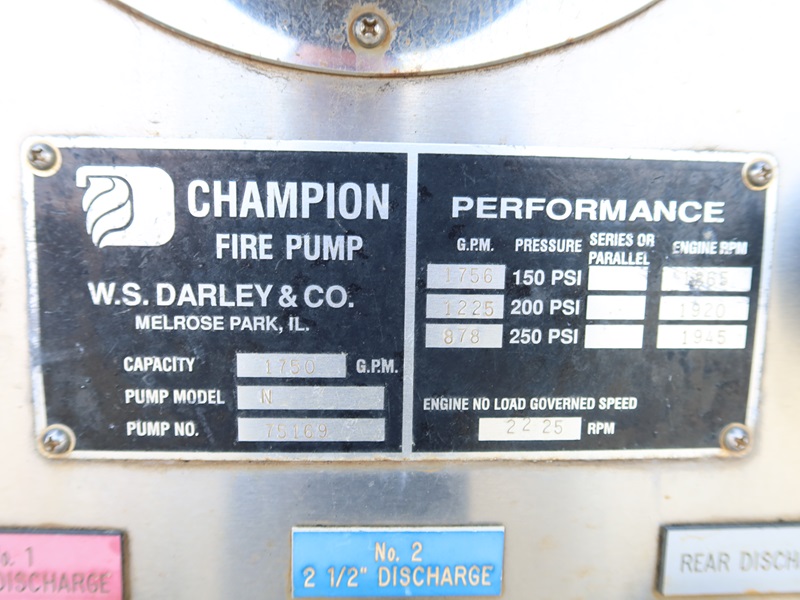 CHAMPION
FIRE PUMP
W.S. DARLEY & CO.
MELROSE PARK, IL.
CAPACITY 1750 G.P.M.
PUMP MODEL N
PUMP NO. 75169
PERFORMANCE
G.P.M. PRESSURE SERIES OR PARALLEL ENGINE RPM
1756 150 PSI
1225 200 PSI 1920
878 250 PSI 1945
ENGINE NO LOAD GOVERNED SPEED
2225 RPM
No. 1
DISCHARGE
No. 2
2 1/2" DISCHARGE
REAR